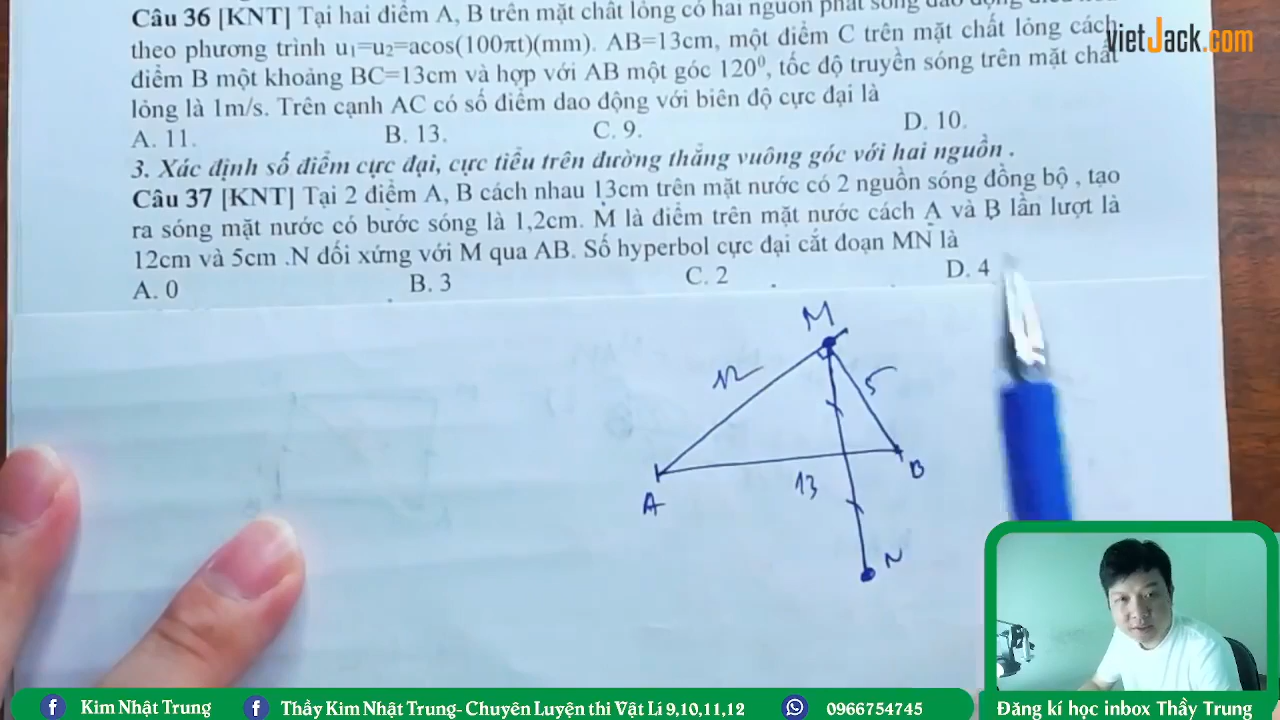 Câu 36 [KNT] Tại hai điểm A, B trên mặt chất lỏng có hai nguồn phát sóng dao động
theo phương trình u₁=u₂=acos(100πt)(mm). AB=13cm, một điểm C trên mặt chất lỏng cách
vietJack.com
điểm B một khoảng BC=13cm và hợp với AB một góc 120⁰, tốc độ truyền sóng trên mặt chất
lỏng là 1m/s. Trên cạnh AC có số điểm dao động với biên độ cực đại là
A. 11. B. 13. C. 9. D. 10.
3. Xác định số điểm cực đại, cực tiểu trên đường thẳng vuông góc với hai nguồn .
Câu 37 [KNT] Tại 2 điểm A, B cách nhau 13cm trên mặt nước có 2 nguồn sóng đồng bộ , tạo
ra sóng mặt nước có bước sóng là 1,2cm. M là điểm trên mặt nước cách A và B lần lượt là
12cm và 5cm .N đối xứng với M qua AB. Số hyperbol cực đại cắt đoạn MN là
A. 0 B. 3 C. 2 D. 4
M
12 5
A 13 B
N
Kim Nhật Trung Thầy Kim Nhật Trung- Chuyên Luyện thi Vật Lí 9,10,11,12 0966754745 Đăng kí học inbox Thầy Trung